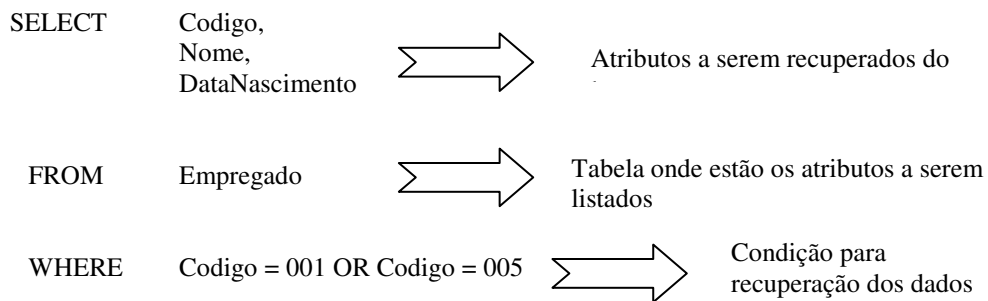 SELECT Codigo,
Nome,
DataNascimento
Atributos a serem recuperados do
FROM Empregado
Tabela onde estão os atributos a serem
listados
WHERE Codigo = 001 OR Codigo = 005
Condição para
recuperação dos dados